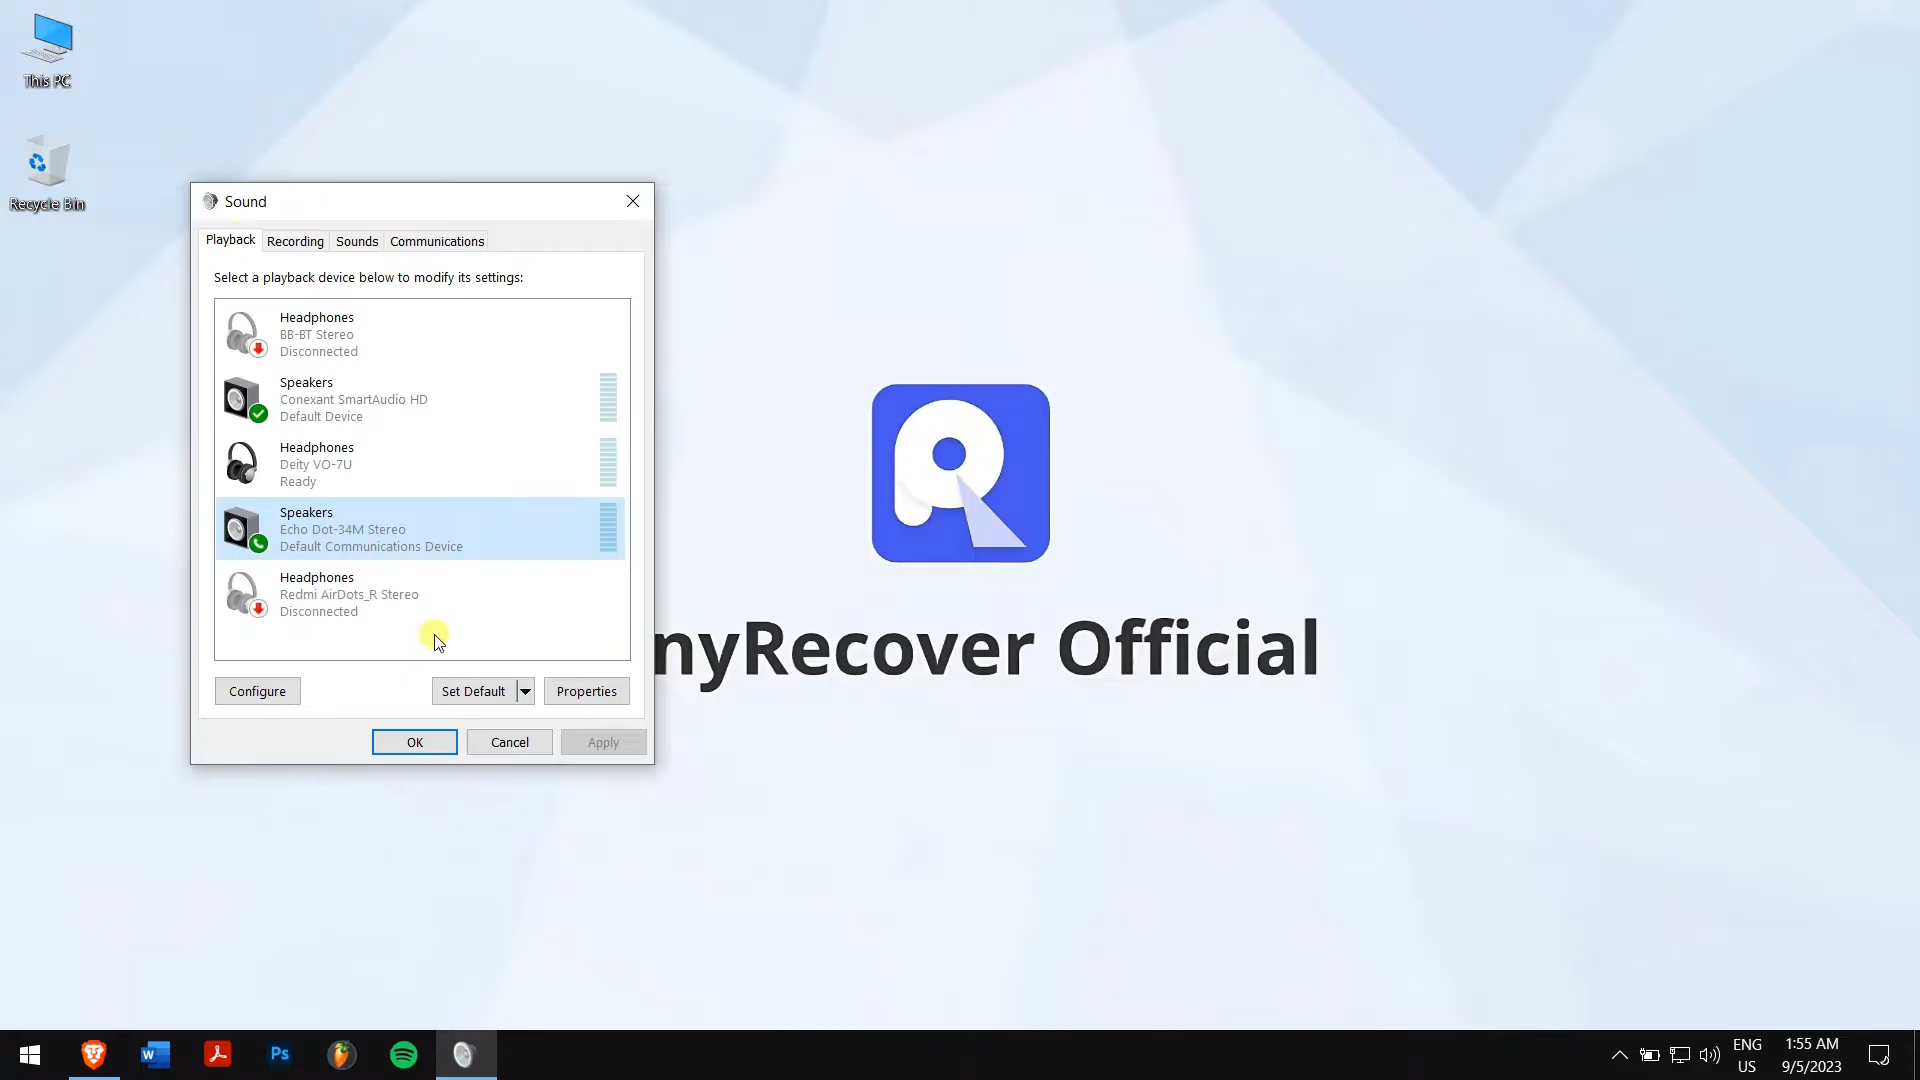 This PC
Recycle Bin
Sound
Playback
Recording
Sounds
Communications
Select a playback device below to modify its settings:
Headphones
BB-BT Stereo
Disconnected
Speakers
Conexant SmartAudio HD
Default Device
Headphones
Deity VO-7U
Ready
Speakers
Echo Dot-34M Stereo
Default Communications Device
Headphones
Redmi AirDots_R Stereo
Disconnected
Configure
Set Default
Properties
OK
Cancel
Apply
nyRecover Official
W
Ps
ENG
US
1:55 AM
9/5/2023